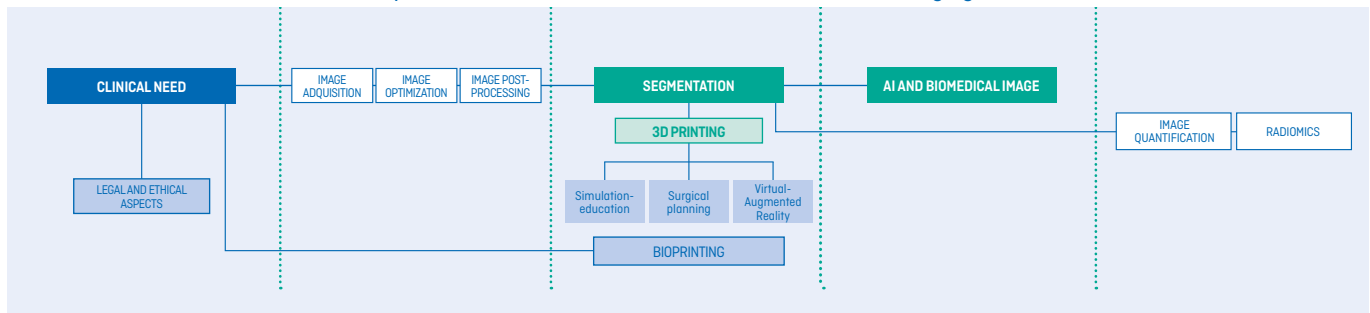 CLINICAL NEED
IMAGE
ADQUISITION
IMAGE
OPTIMIZATION
IMAGE POST-
PROCESSING
SEGMENTATION
AI AND BIOMEDICAL IMAGE
3D PRINTING
IMAGE
QUANTIFICATION
RADIOMICS
LEGAL AND ETHICAL
ASPECTS
Simulation-
education
Surgical
planning
Virtual-
Augmented
Reality
BIOPRINTING